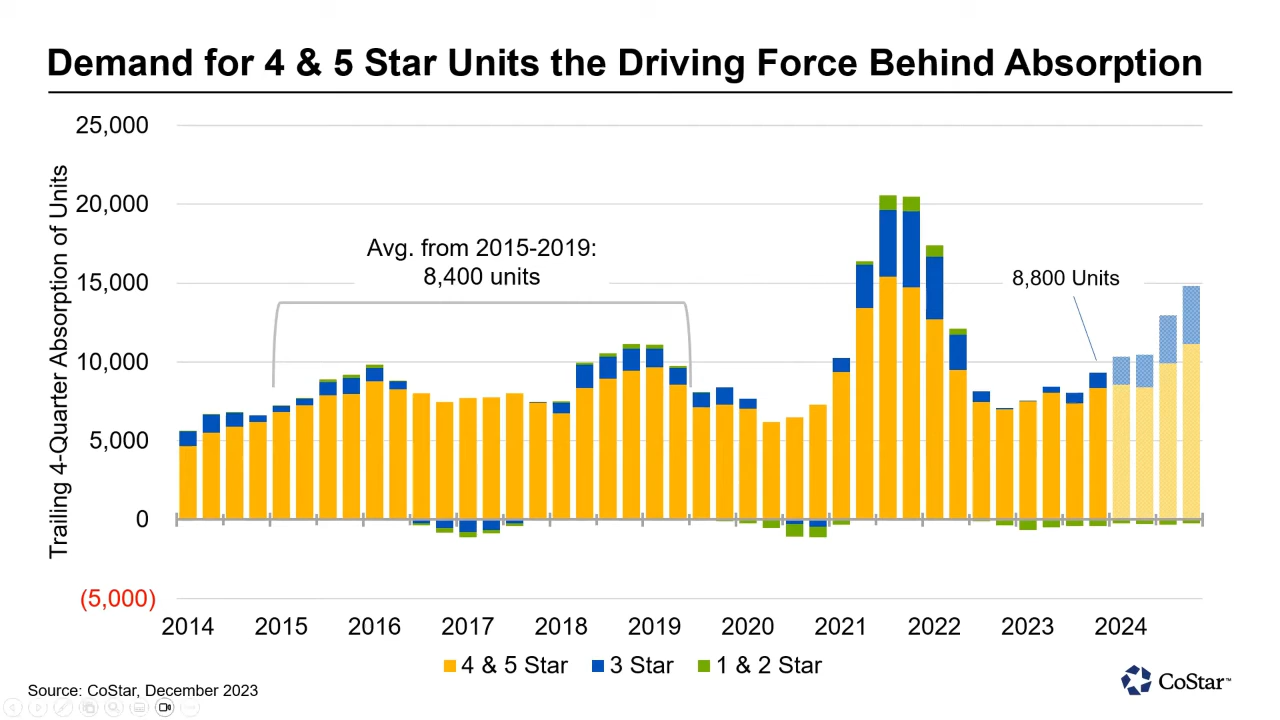 Demand for 4 & 5 Star Units the Driving Force Behind Absorption
Trailing 4-Quarter Absorption of Units
25,000
20,000
15,000
10,000
5,000
0
(5,000)
Avg. from 2015-2019:
8,400 units
8,800 Units
2014 2015 2016 2017 2018 2019 2020 2021 2022 2023 2024
4 & 5 Star 3 Star 1 & 2 Star
Source: CoStar, December 2023
CoStar™